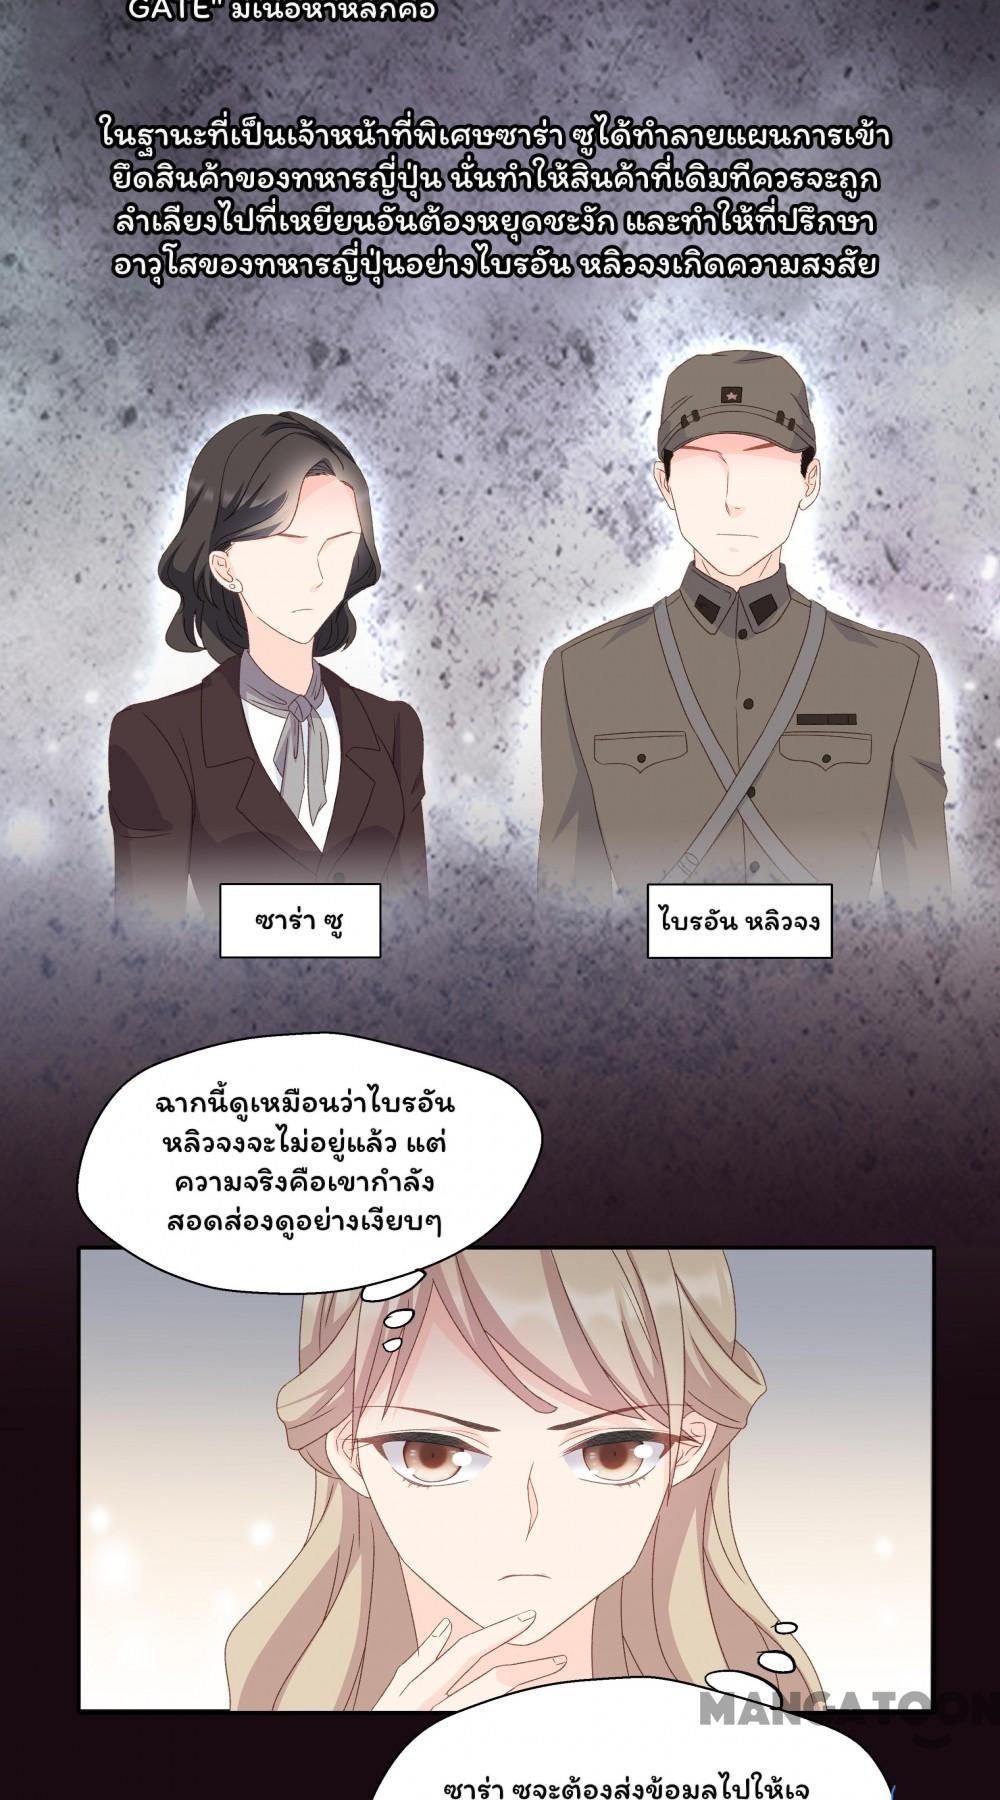 GATE" มีเนื้อหาหลักคือ
ในฐานะที่เป็นเจ้าหน้าที่พิเศษซาร่า ซูได้ทำลายแผนการเข้า
ยึดสินค้าของทหารญี่ปุ่น นั่นทำให้สินค้าที่เดิมทีควรจะถูก
ลำเลียงไปที่เหยียนอันต้องหยุดชะงัก และทำให้ที่ปรึกษา
อาวุโสของทหารญี่ปุ่นอย่างไบรอัน หลิวจงเกิดความสงสัย
ซาร่า ซู
ไบรอัน หลิวจง
ฉากนี้ดูเหมือนว่าไบรอัน
หลิวจงจะไม่อยู่แล้ว แต่
ความจริงคือเขากำลัง
สอดส่องดูอย่างเงียบๆ
MANGATOON
ซาร่า ซูจะต้องส่งข้อมูลไปให้เจ